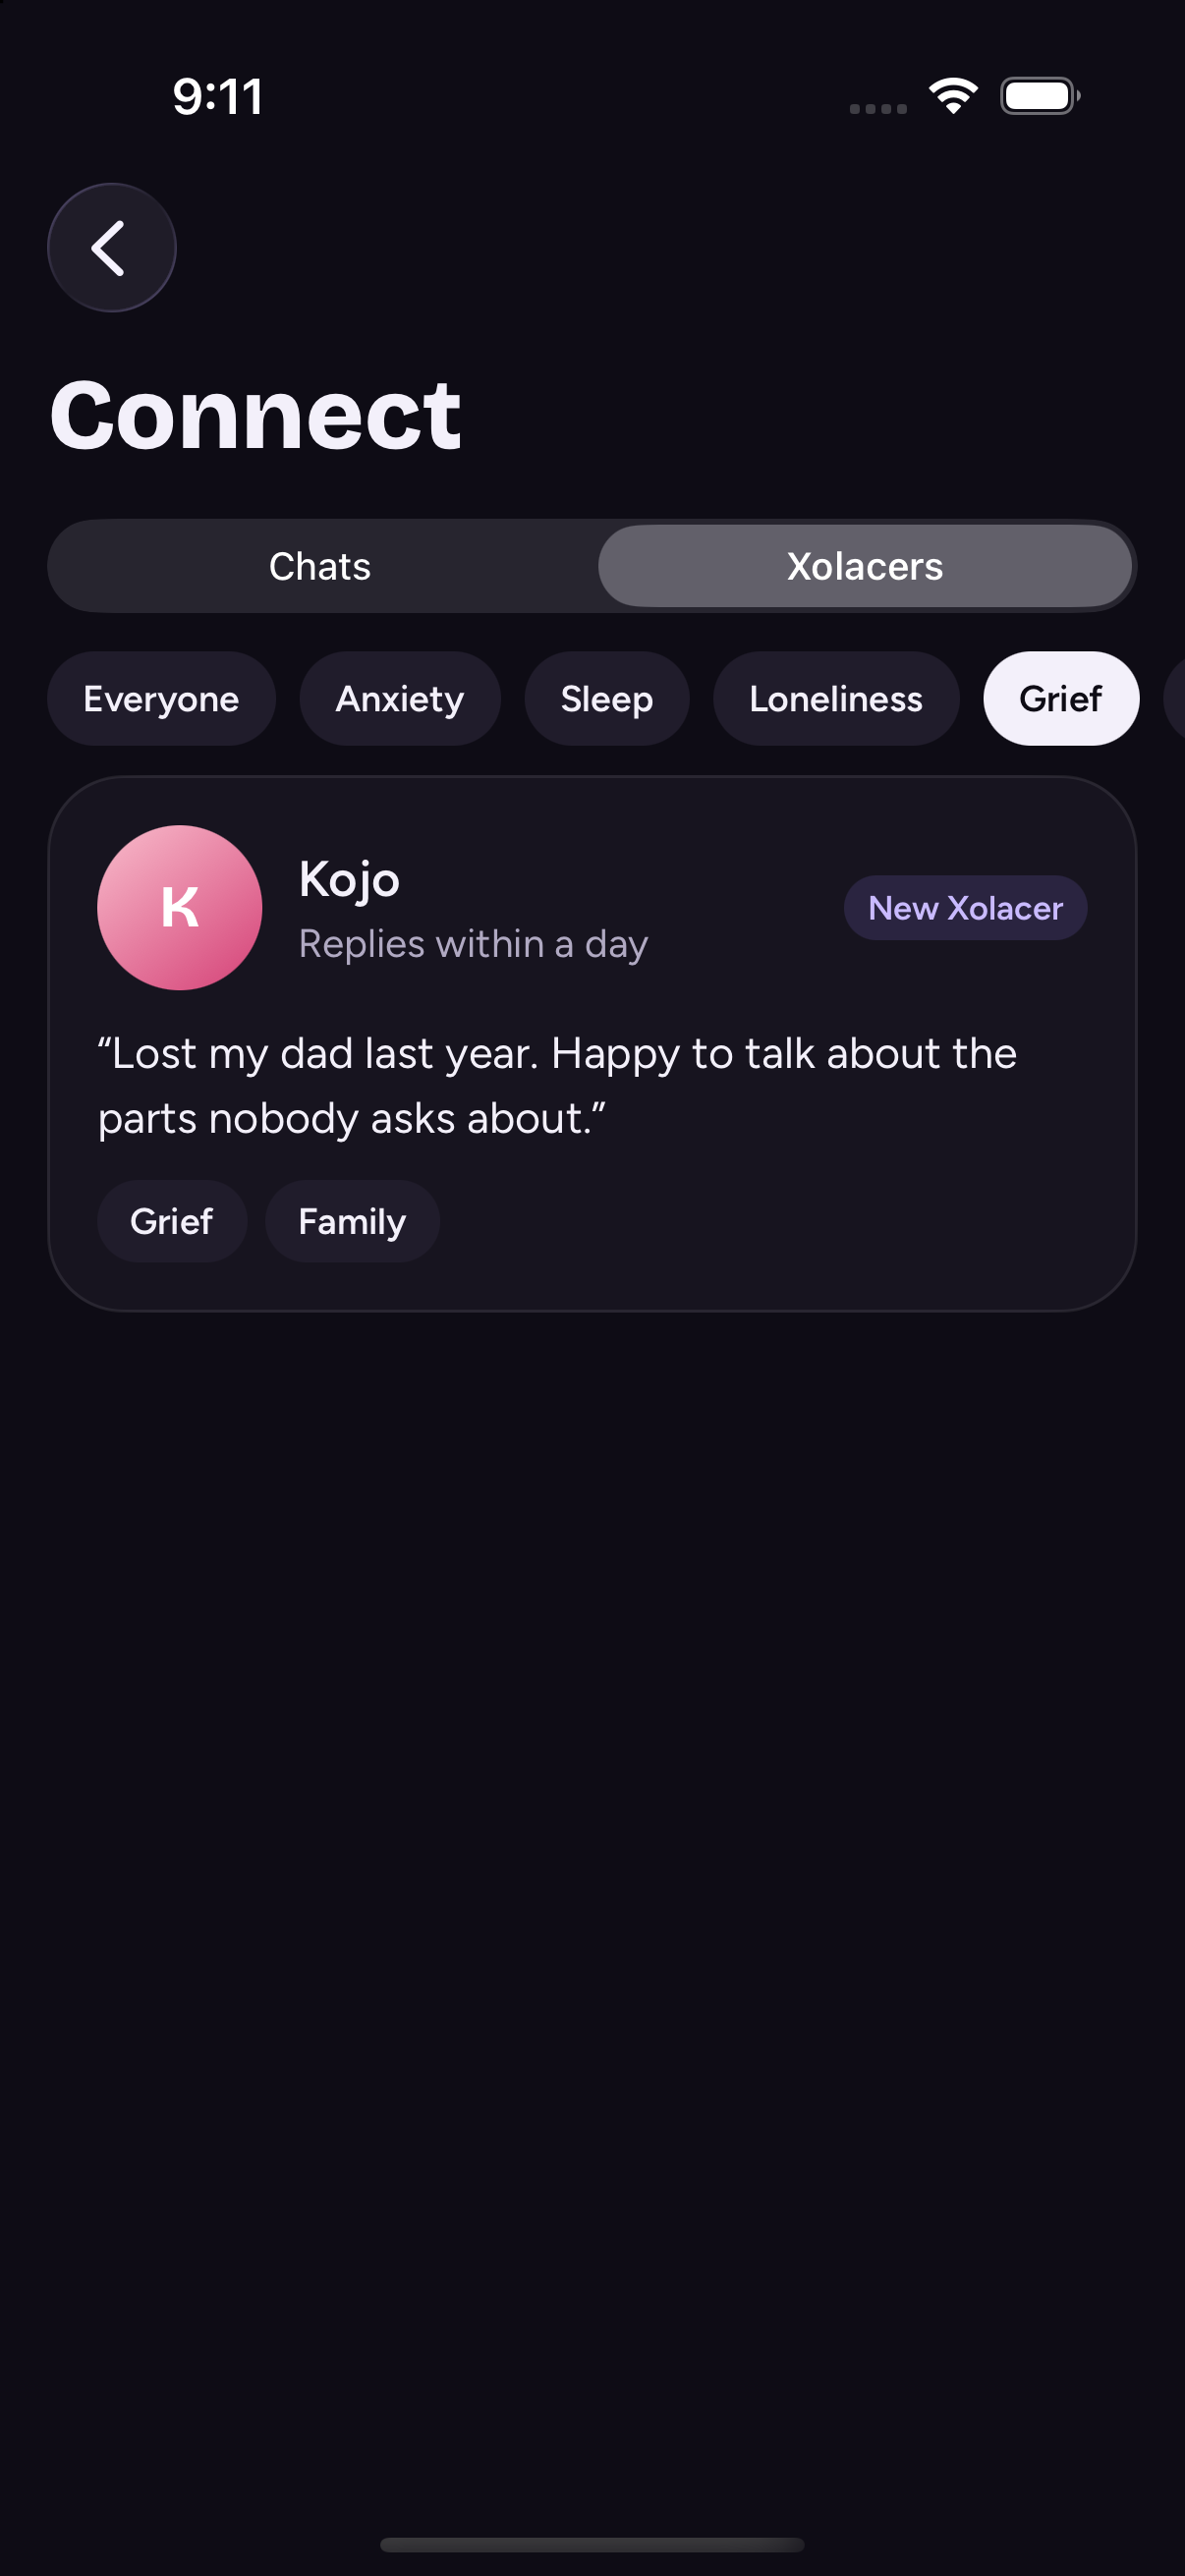 9:11
Connect
Chats
Xolacers
Everyone
Anxiety
Sleep
Loneliness
Grief
K
Kojo
Replies within a day
New Xolacer
“Lost my dad last year. Happy to talk about the
parts nobody asks about.”
Grief
Family